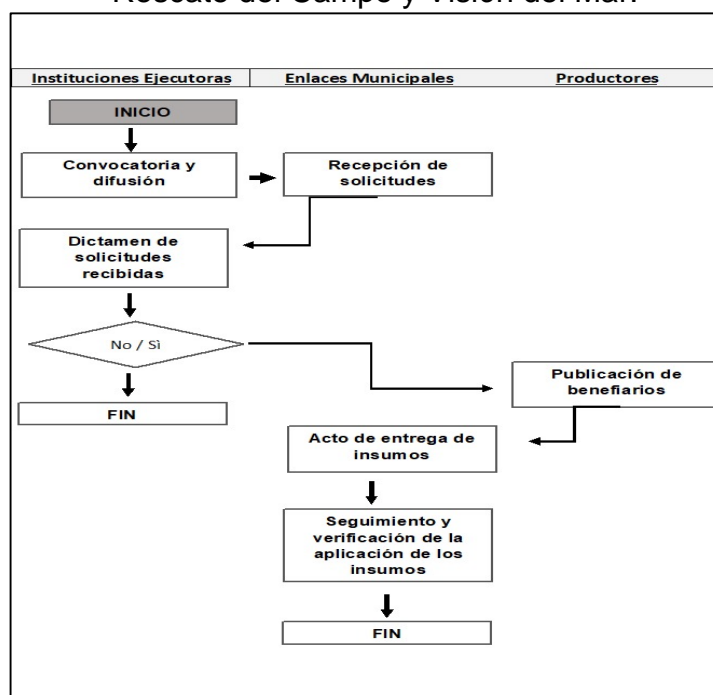 Rescate del Campo y Visión del Mar.
Instituciones Ejecutoras Enlaces Municipales Productores
INICIO
Convocatoria y
difusión
Recepción de
solicitudes
Dictamen de
solicitudes
recibidas
No / Sì
Publicación de
benefiarios
FIN
Acto de entrega de
insumos
Seguimiento y
verificación de la
aplicación de los
insumos
FIN